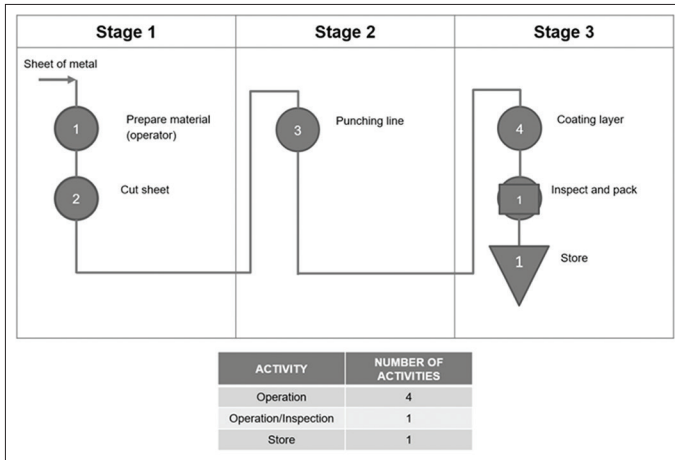 Stage 1
Stage 2
Stage 3
Sheet of metal
1
Prepare material
(operator)
2
Cut sheet
3
Punching line
4
Coating layer
1
Inspect and pack
1
Store
ACTIVITY
NUMBER OF
ACTIVITIES
Operation
4
Operation/Inspection
1
Store
1